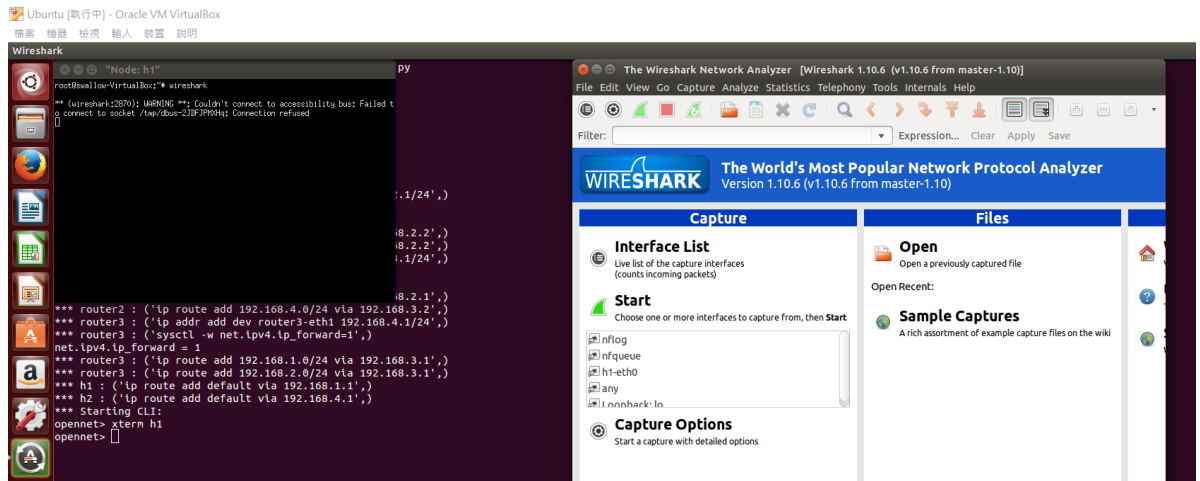 Ubuntu [執行中] - Oracle VM VirtualBox
檔案 機器 檢視 輸入 裝置 說明
Wireshark
"Node: h1"
root@swallow-VirtualBox:~# wireshark
** (wireshark:2870): WARNING **: Couldn't connect to accessibility bus: Failed t
o connect to socket /tmp/dbus-2JDFJPMXHq: Connection refused
py
2.1/24',)
68.2.2',)
68.2.2',)
.1/24',)
68.2.1',)
*** router2 : ('ip route add 192.168.4.0/24 via 192.168.3.2',)
*** router3 : ('ip addr add dev router3-eth1 192.168.4.1/24',)
*** router3 : ('sysctl -w net.ipv4.ip_forward=1',)
net.ipv4.ip_forward = 1
*** router3 : ('ip route add 192.168.1.0/24 via 192.168.3.1',)
*** router3 : ('ip route add 192.168.2.0/24 via 192.168.3.1',)
*** h1 : ('ip route add default via 192.168.1.1',)
*** h2 : ('ip route add default via 192.168.4.1',)
*** Starting CLI:
opennet> xterm h1
opennet>
The Wireshark Network Analyzer [Wireshark 1.10.6 (v1.10.6 from master-1.10)]
File Edit View Go Capture Analyze Statistics Telephony Tools Internals Help
Filter: Expression... Clear Apply Save
WIRESHARK
The World's Most Popular Network Protocol Analyzer
Version 1.10.6 (v1.10.6 from master-1.10)
Capture
Interface List
Live list of the capture interfaces
(counts incoming packets)
Start
Choose one or more interfaces to capture from, then Start
nflog
nfqueue
h1-eth0
any
Loopback: lo
Capture Options
Start a capture with detailed options
Files
Open
Open a previously captured file
Open Recent:
Sample Captures
A rich assortment of example capture files on the wiki